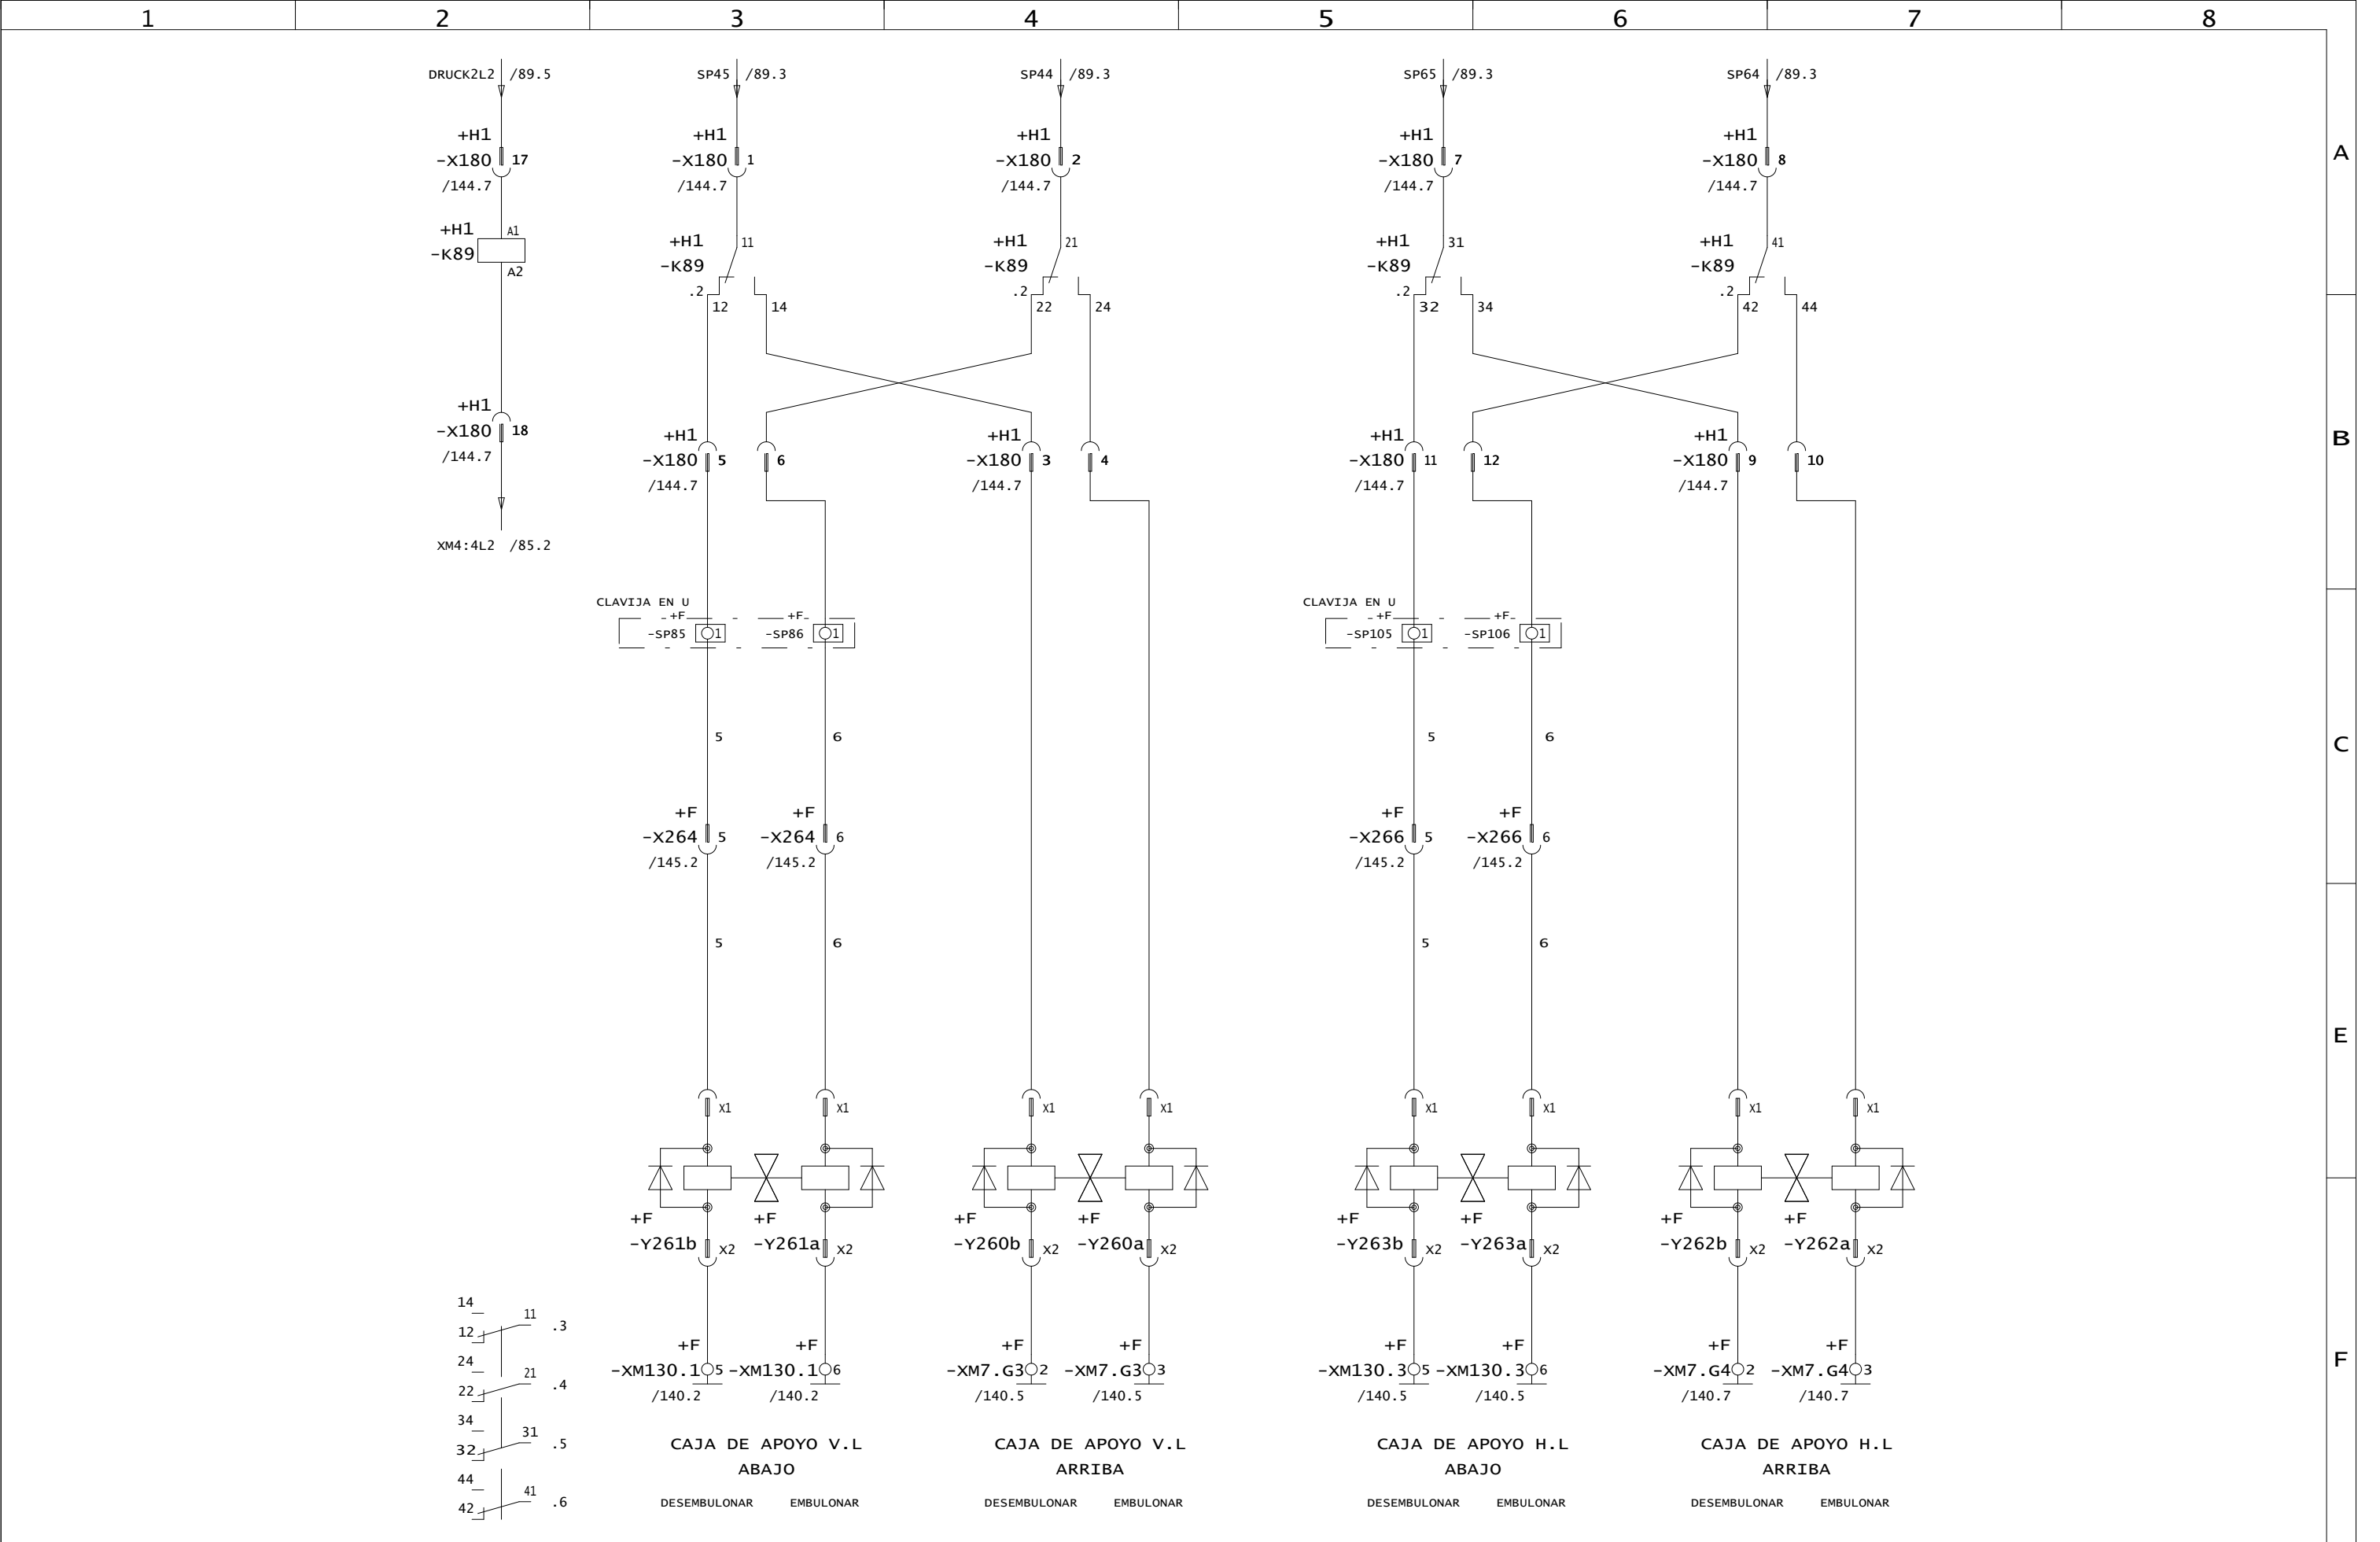 1 2 3 4 5 6 7 8
DRUCK2L2 /89.5 SP45 /89.3 SP44 /89.3 SP65 /89.3 SP64 /89.3
+H1 +H1 +H1 +H1 +H1
-X180 17 -X180 1 -X180 2 -X180 7 -X180 8 A
/144.7 /144.7 /144.7 /144.7 /144.7
+H1 A1 +H1 11 +H1 21 +H1 31 +H1 41
-K89 -K89 -K89 -K89 -K89
A2 .2 .2 .2 .2
12 14 22 24 32 34 42 44
+H1
-X180 18
/144.7
+H1 +H1 +H1 +H1 B
-X180 5 6 -X180 3 4 -X180 11 12 -X180 9 10
/144.7 /144.7 /144.7 /144.7
XM4:4L2 /85.2
CLAVIJA EN U CLAVIJA EN U
+F +F +F +F
-SP85 1 -SP86 1 -SP105 1 -SP106 1
5 6 5 6 C
+F +F +F +F
-X264 5 -X264 6 -X266 5 -X266 6
/145.2 /145.2 /145.2 /145.2
5 6 5 6
E
X1 X1 X1 X1 X1 X1 X1 X1
+F +F +F +F +F +F +F +F
-Y261b X2 -Y261a X2 -Y260b X2 -Y260a X2 -Y263b X2 -Y263a X2 -Y262b X2 -Y262a X2
14 11
12 .3
24 21
22 .4
34 31
32 .5
44 41
42 .6
+F +F +F +F +F +F +F +F
-XM130.1 5 -XM130.1 6 -XM7.G3 2 -XM7.G3 3 -XM130.3 5 -XM130.3 6 -XM7.G4 2 -XM7.G4 3 F
/140.2 /140.2 /140.5 /140.5 /140.5 /140.5 /140.7 /140.7
CAJA DE APOYO V.L CAJA DE APOYO V.L CAJA DE APOYO H.L CAJA DE APOYO H.L
ABAJO ARRIBA ABAJO ARRIBA
DESEMBULONAR EMBULONAR DESEMBULONAR EMBULONAR DESEMBULONAR EMBULONAR DESEMBULONAR EMBULONAR